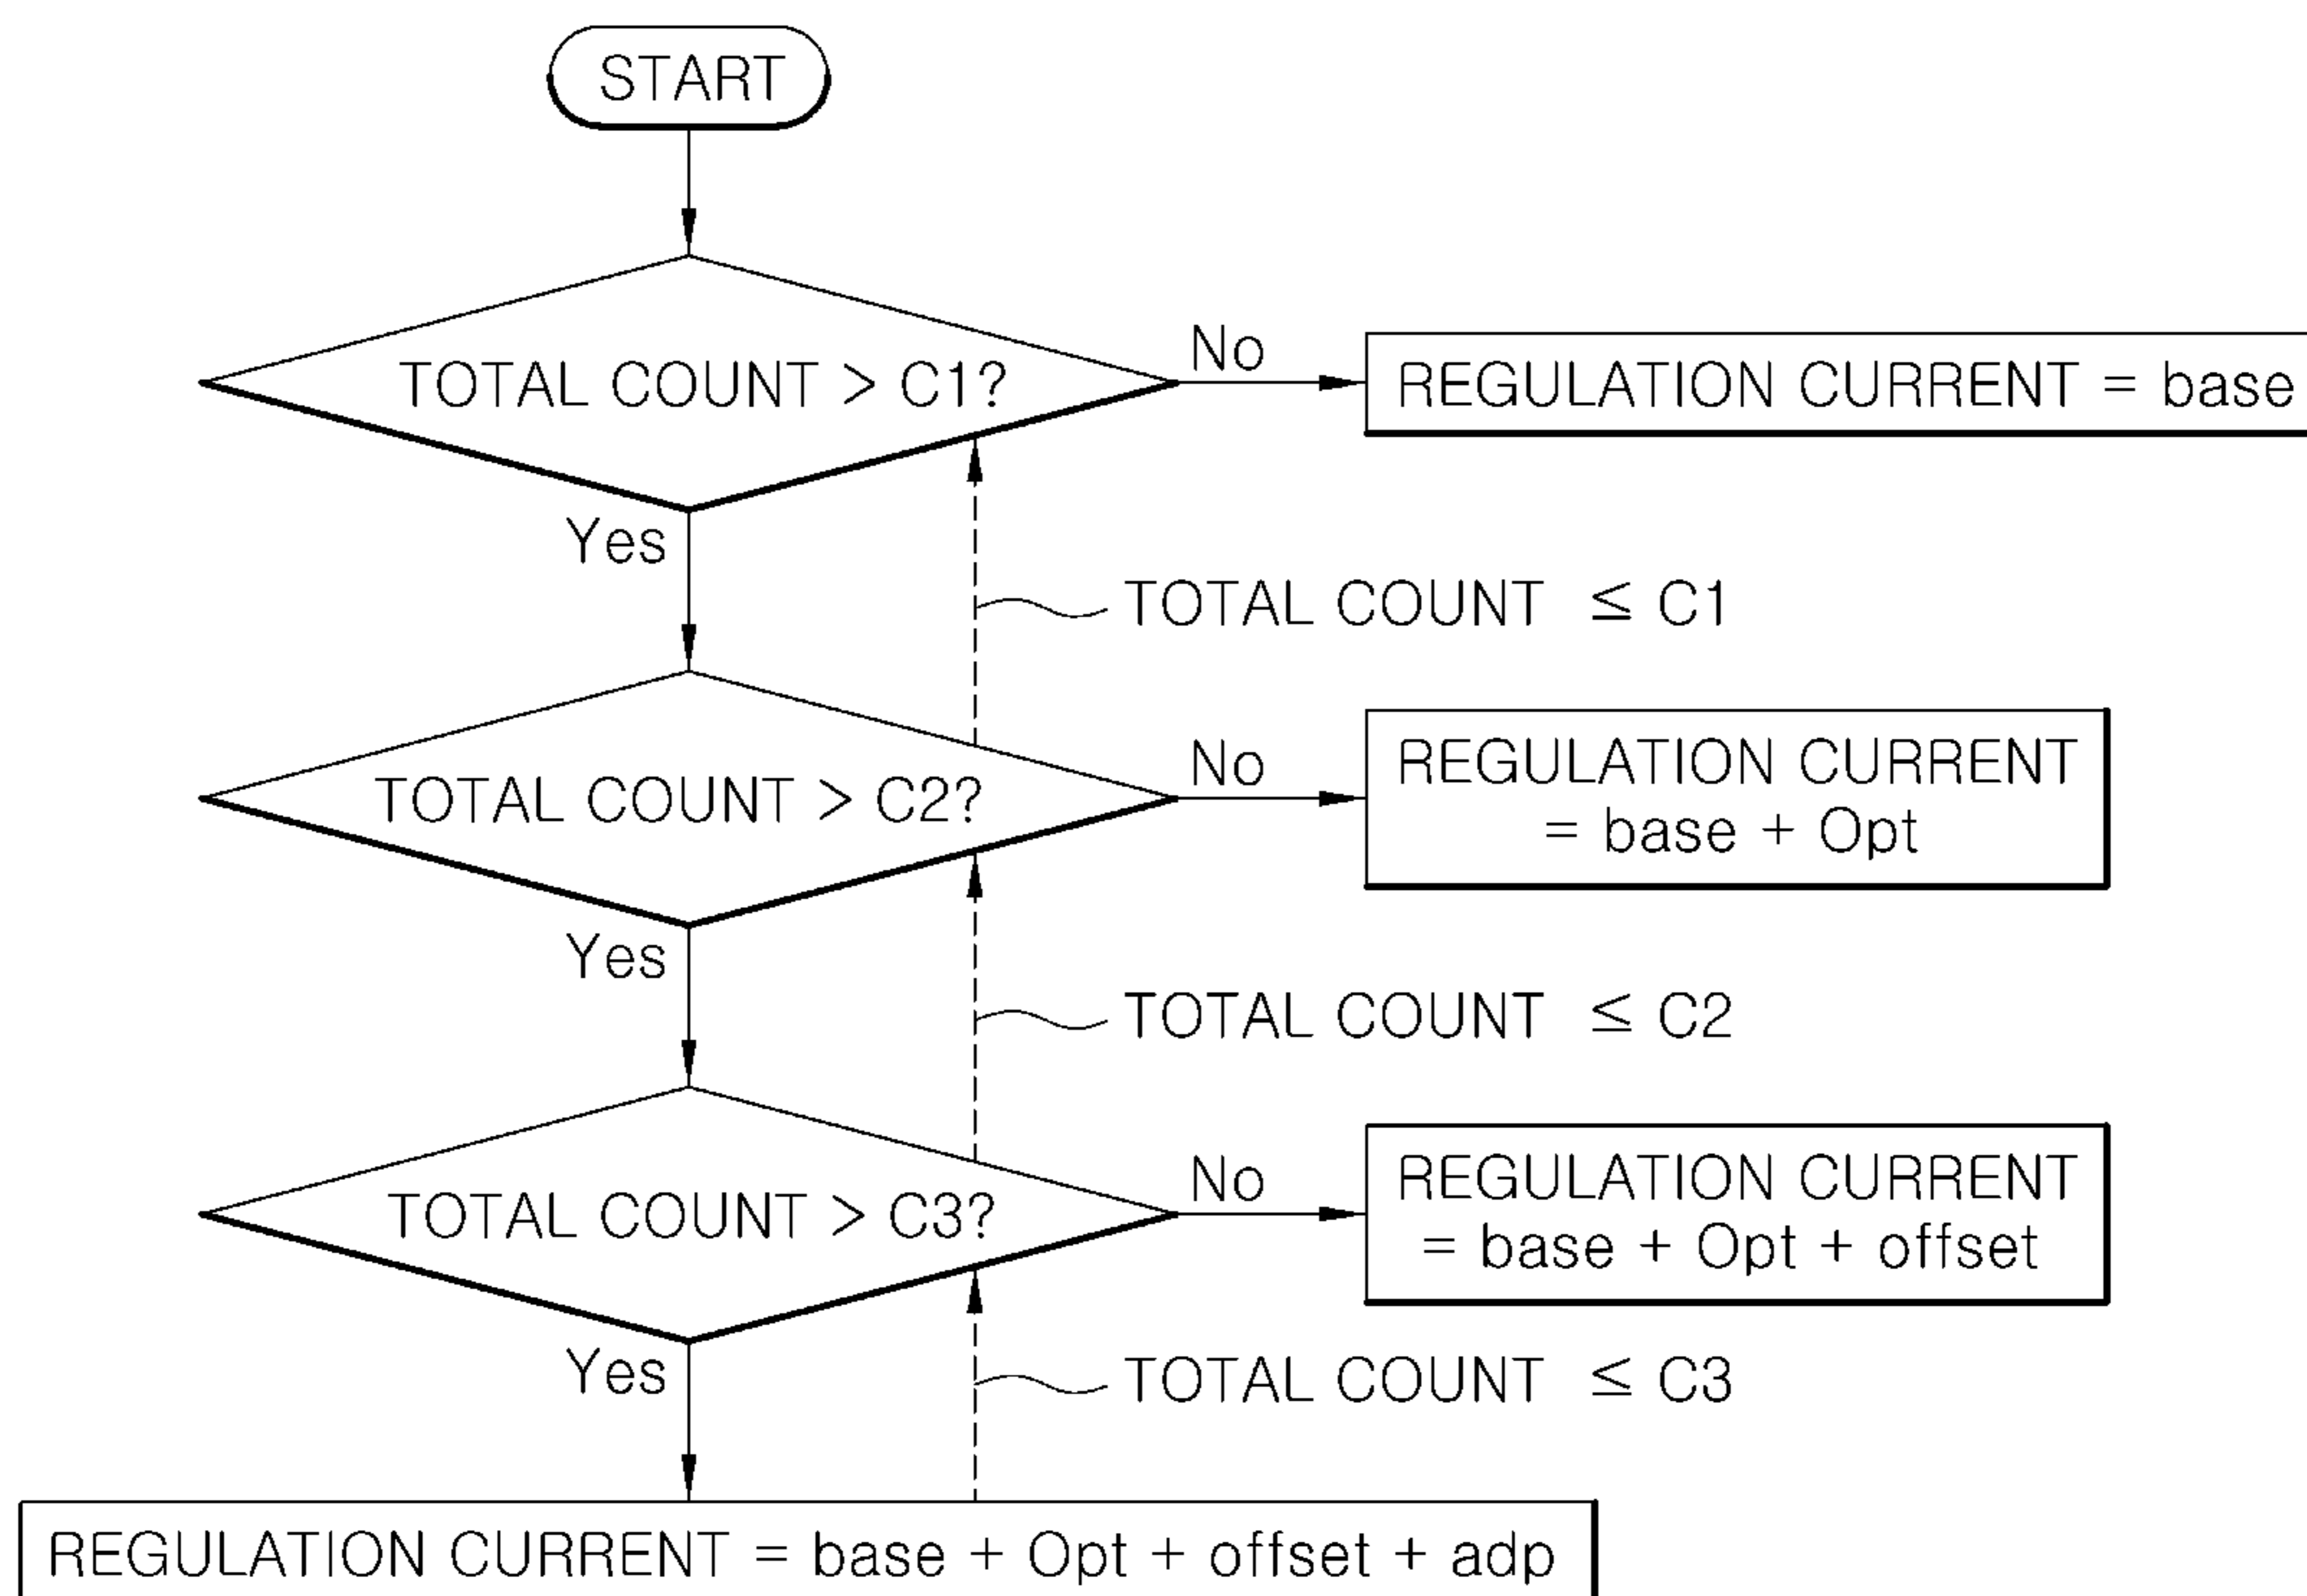 START
TOTAL COUNT > C1?
No
REGULATION CURRENT = base
Yes
TOTAL COUNT ≤ C1
TOTAL COUNT > C2?
No
REGULATION CURRENT
= base + Opt
Yes
TOTAL COUNT ≤ C2
TOTAL COUNT > C3?
No
REGULATION CURRENT
= base + Opt + offset
Yes
TOTAL COUNT ≤ C3
REGULATION CURRENT = base + Opt + offset + adp